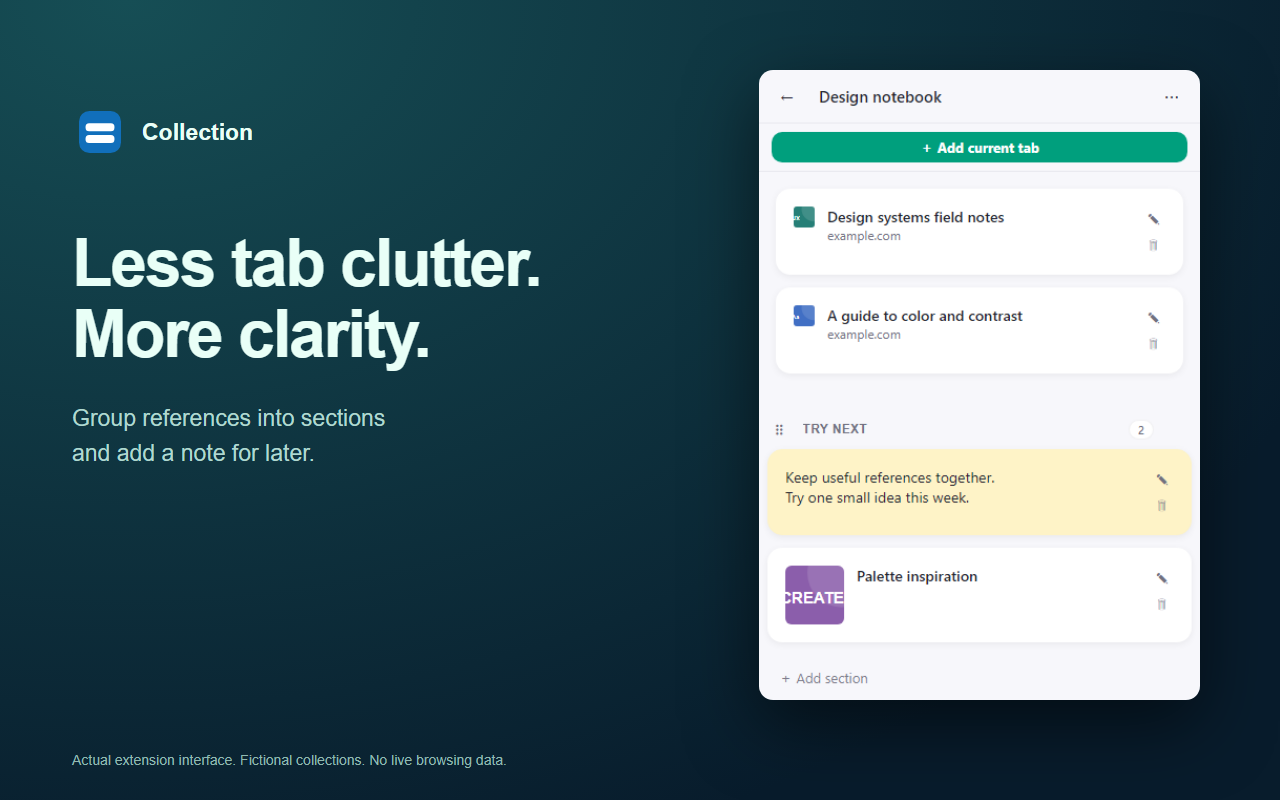 Collection
Less tab clutter.
More clarity.
Group references into sections
and add a note for later.
Actual extension interface. Fictional collections. No live browsing data.
← Design notebook ...
+ Add current tab
Design systems field notes
example.com
A guide to color and contrast
example.com
TRY NEXT 2
Keep useful references together.
Try one small idea this week.
CREATE
Palette inspiration
+ Add section